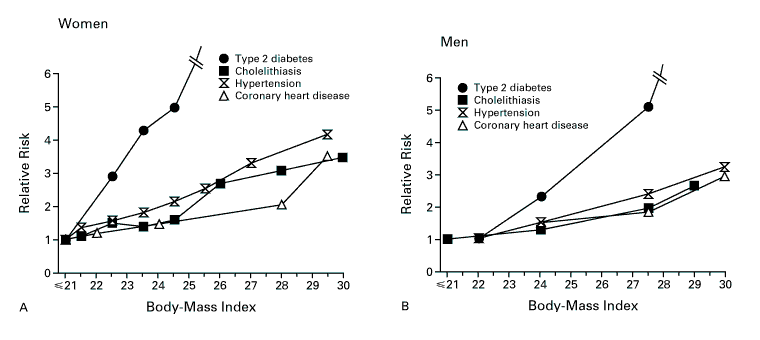 Women
Type 2 diabetes
Cholelithiasis
Hypertension
Coronary heart disease
Relative Risk
6
5
4
3
2
1
0
≤21 22 23 24 25 26 27 28 29 30
Body-Mass Index
A
Men
Type 2 diabetes
Cholelithiasis
Hypertension
Coronary heart disease
Relative Risk
6
5
4
3
2
1
0
≤21 22 23 24 25 26 27 28 29 30
Body-Mass Index
B